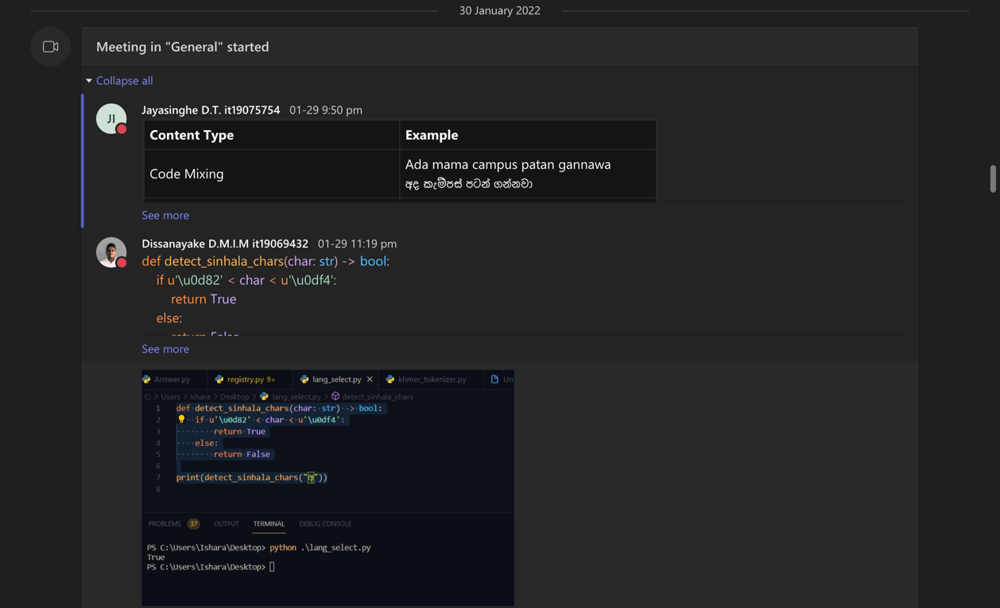 30 January 2022
Meeting in "General" started
Collapse all
JI
Jayasinghe D.T. it19075754 01-29 9:50 pm
Content Type Example
Code Mixing
Ada mama campus patan gannawa
අද කැම්පස් පටන් ගන්නවා
See more
Dissanayake D.M.I.M it19069432 01-29 11:19 pm
def detect_sinhala_chars(char: str) -> bool:
if u'\u0d82' < char < u'\u0df4':
return True
else:
return False
See more
Answer.py registry.py 9+ lang_select.py khmer_tokenizer.py
C: > Users > Ishara > Desktop > lang_select.py > detect_sinhala_chars
1 def detect_sinhala_chars(char: str) -> bool:
2 if u'\u0d82' < char < u'\u0df4':
3 return True
4 else:
5 return False
6
7 print(detect_sinhala_chars("අ"))
8
PROBLEMS 37 OUTPUT TERMINAL DEBUG CONSOLE
PS C:\Users\Ishara\Desktop> python .\lang_select.py
True
PS C:\Users\Ishara\Desktop>